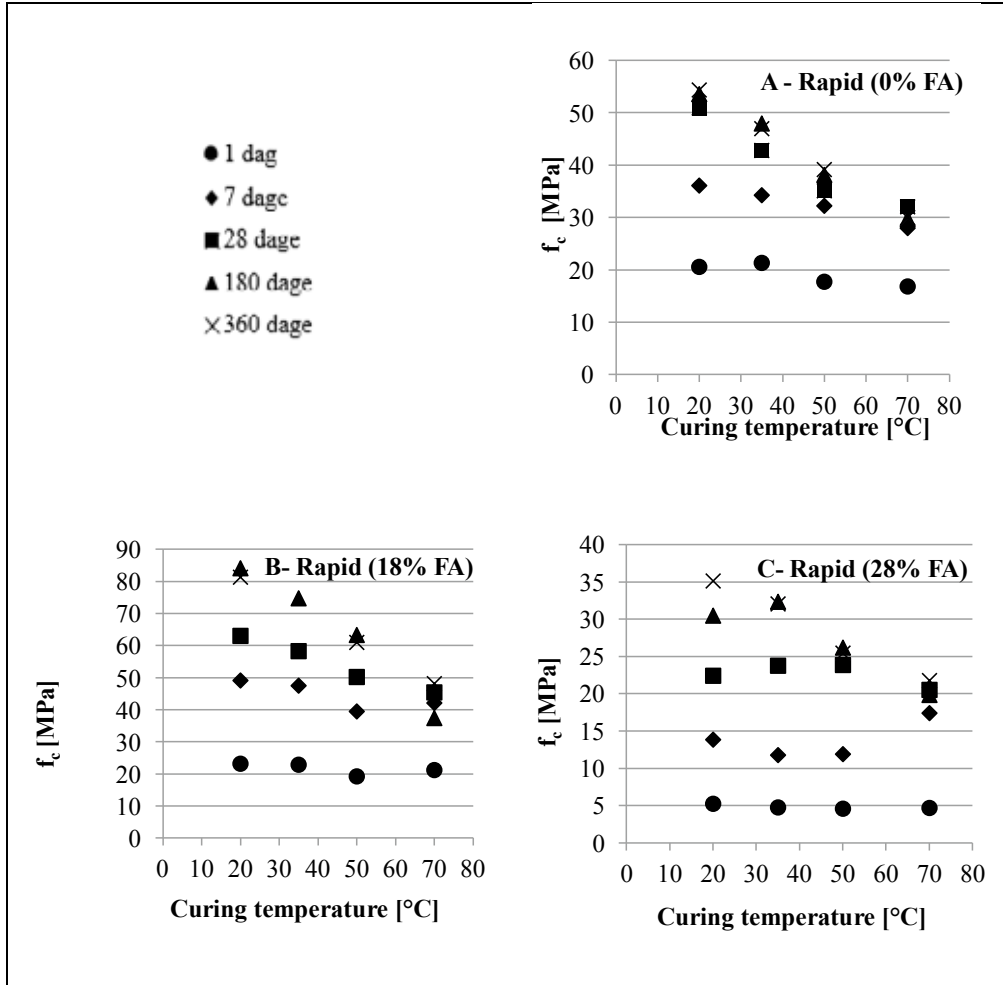 1 dag
7 dage
28 dage
180 dage
360 dage
A - Rapid (0% FA)
60
50
40
30
20
10
0
f_c [MPa]
0 10 20 30 40 50 60 70 80
Curing temperature [°C]
B- Rapid (18% FA)
90
80
70
60
50
40
30
20
10
0
f_c [MPa]
0 10 20 30 40 50 60 70 80
Curing temperature [°C]
C- Rapid (28% FA)
40
35
30
25
20
15
10
5
0
f_c [MPa]
0 10 20 30 40 50 60 70 80
Curing temperature [°C]